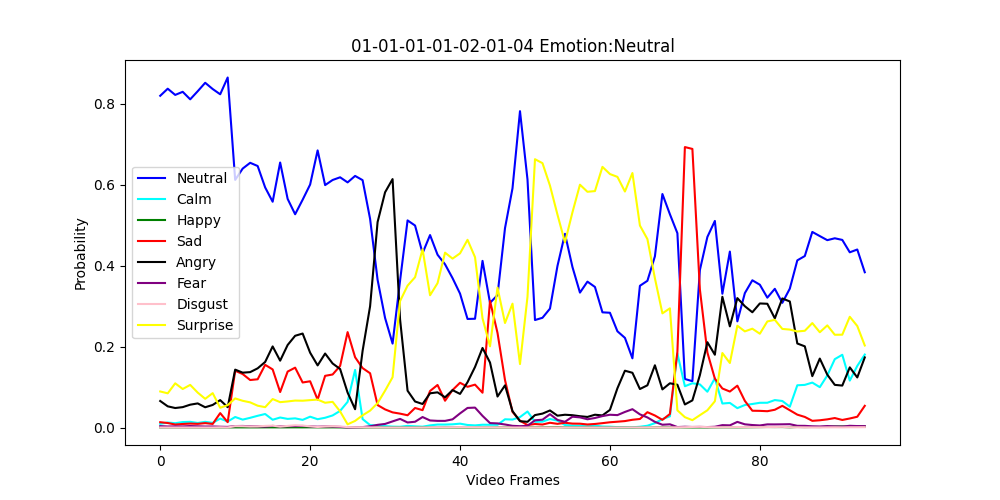 01-01-01-01-02-01-04 Emotion:Neutral
Probability
0.8
0.6
0.4
0.2
0.0
Neutral
Calm
Happy
Sad
Angry
Fear
Disgust
Surprise
0 20 40 60 80
Video Frames